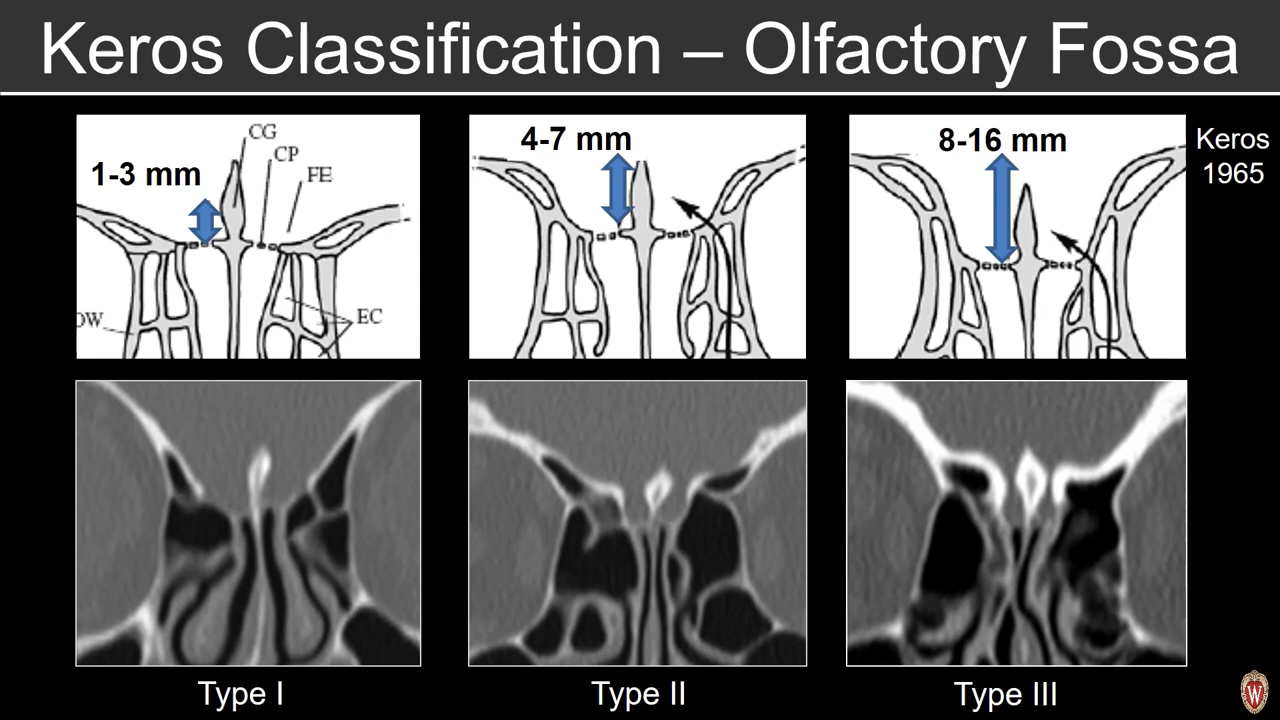 Keros Classification – Olfactory Fossa
1-3 mm
CG
CP
FE
OW
EC
4-7 mm
8-16 mm
Keros
1965
Type I
Type II
Type III
W